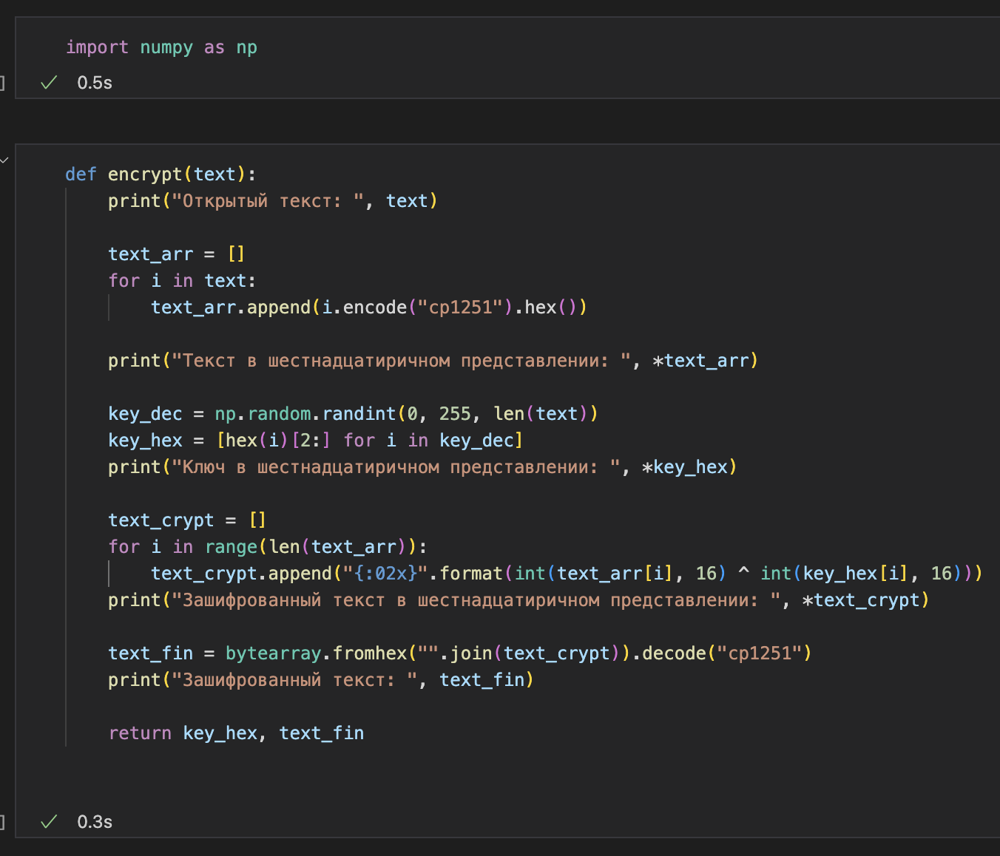 import numpy as np
] ✓ 0.5s
def encrypt(text):
    print("Открытый текст: ", text)
    text_arr = []
    for i in text:
        text_arr.append(i.encode("cp1251").hex())
    print("Текст в шестнадцатиричном представлении: ", *text_arr)
    key_dec = np.random.randint(0, 255, len(text))
    key_hex = [hex(i)[2:] for i in key_dec]
    print("Ключ в шестнадцатиричном представлении: ", *key_hex)
    text_crypt = []
    for i in range(len(text_arr)):
        text_crypt.append("{:02x}".format(int(text_arr[i], 16) ^ int(key_hex[i], 16)))
    print("Зашифрованный текст в шестнадцатиричном представлении: ", *text_crypt)
    text_fin = bytearray.fromhex("".join(text_crypt)).decode("cp1251")
    print("Зашифрованный текст: ", text_fin)
    return key_hex, text_fin
] ✓ 0.3s